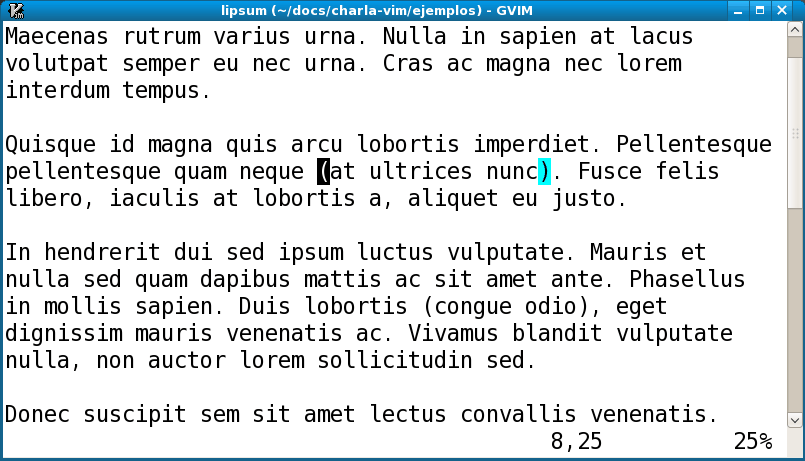 lipsum (~/docs/charla-vim/ejemplos) - GVIM
Maecenas rutrum varius urna. Nulla in sapien at lacus
volutpat semper eu nec urna. Cras ac magna nec lorem
interdum tempus.
Quisque id magna quis arcu lobortis imperdiet. Pellentesque
pellentesque quam neque (at ultrices nunc). Fusce felis
libero, iaculis at lobortis a, aliquet eu justo.
In hendrerit dui sed ipsum luctus vulputate. Mauris et
nulla sed quam dapibus mattis ac sit amet ante. Phasellus
in mollis sapien. Duis lobortis (congue odio), eget
dignissim mauris venenatis ac. Vivamus blandit vulputate
nulla, non auctor lorem sollicitudin sed.
Donec suscipit sem sit amet lectus convallis venenatis.
8,25 25%